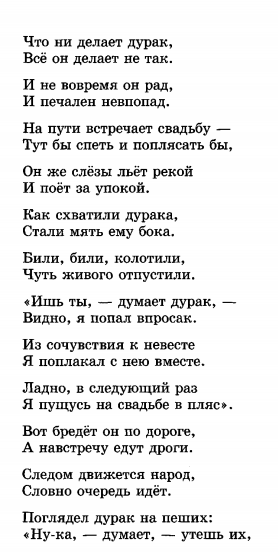 Что ни делает дурак,
Всё он делает не так.
И не вовремя он рад,
И печален невпопад.
На пути встречает свадьбу —
Тут бы спеть и поплясать бы,
Он же слёзы льёт рекой
И поёт за упокой.
Как схватили дурака,
Стали мять ему бока.
Били, били, колотили,
Чуть живого отпустили.
«Ишь ты, — думает дурак, —
Видно, я попал впросак.
Из сочувствия к невесте
Я поплакал с нею вместе.
Ладно, в следующий раз
Я пущусь на свадьбе в пляс».
Вот бредёт он по дороге,
А навстречу едут дроги.
Следом движется народ,
Словно очередь идёт.
Поглядел дурак на пеших:
«Ну-ка, — думает, — утешь их,